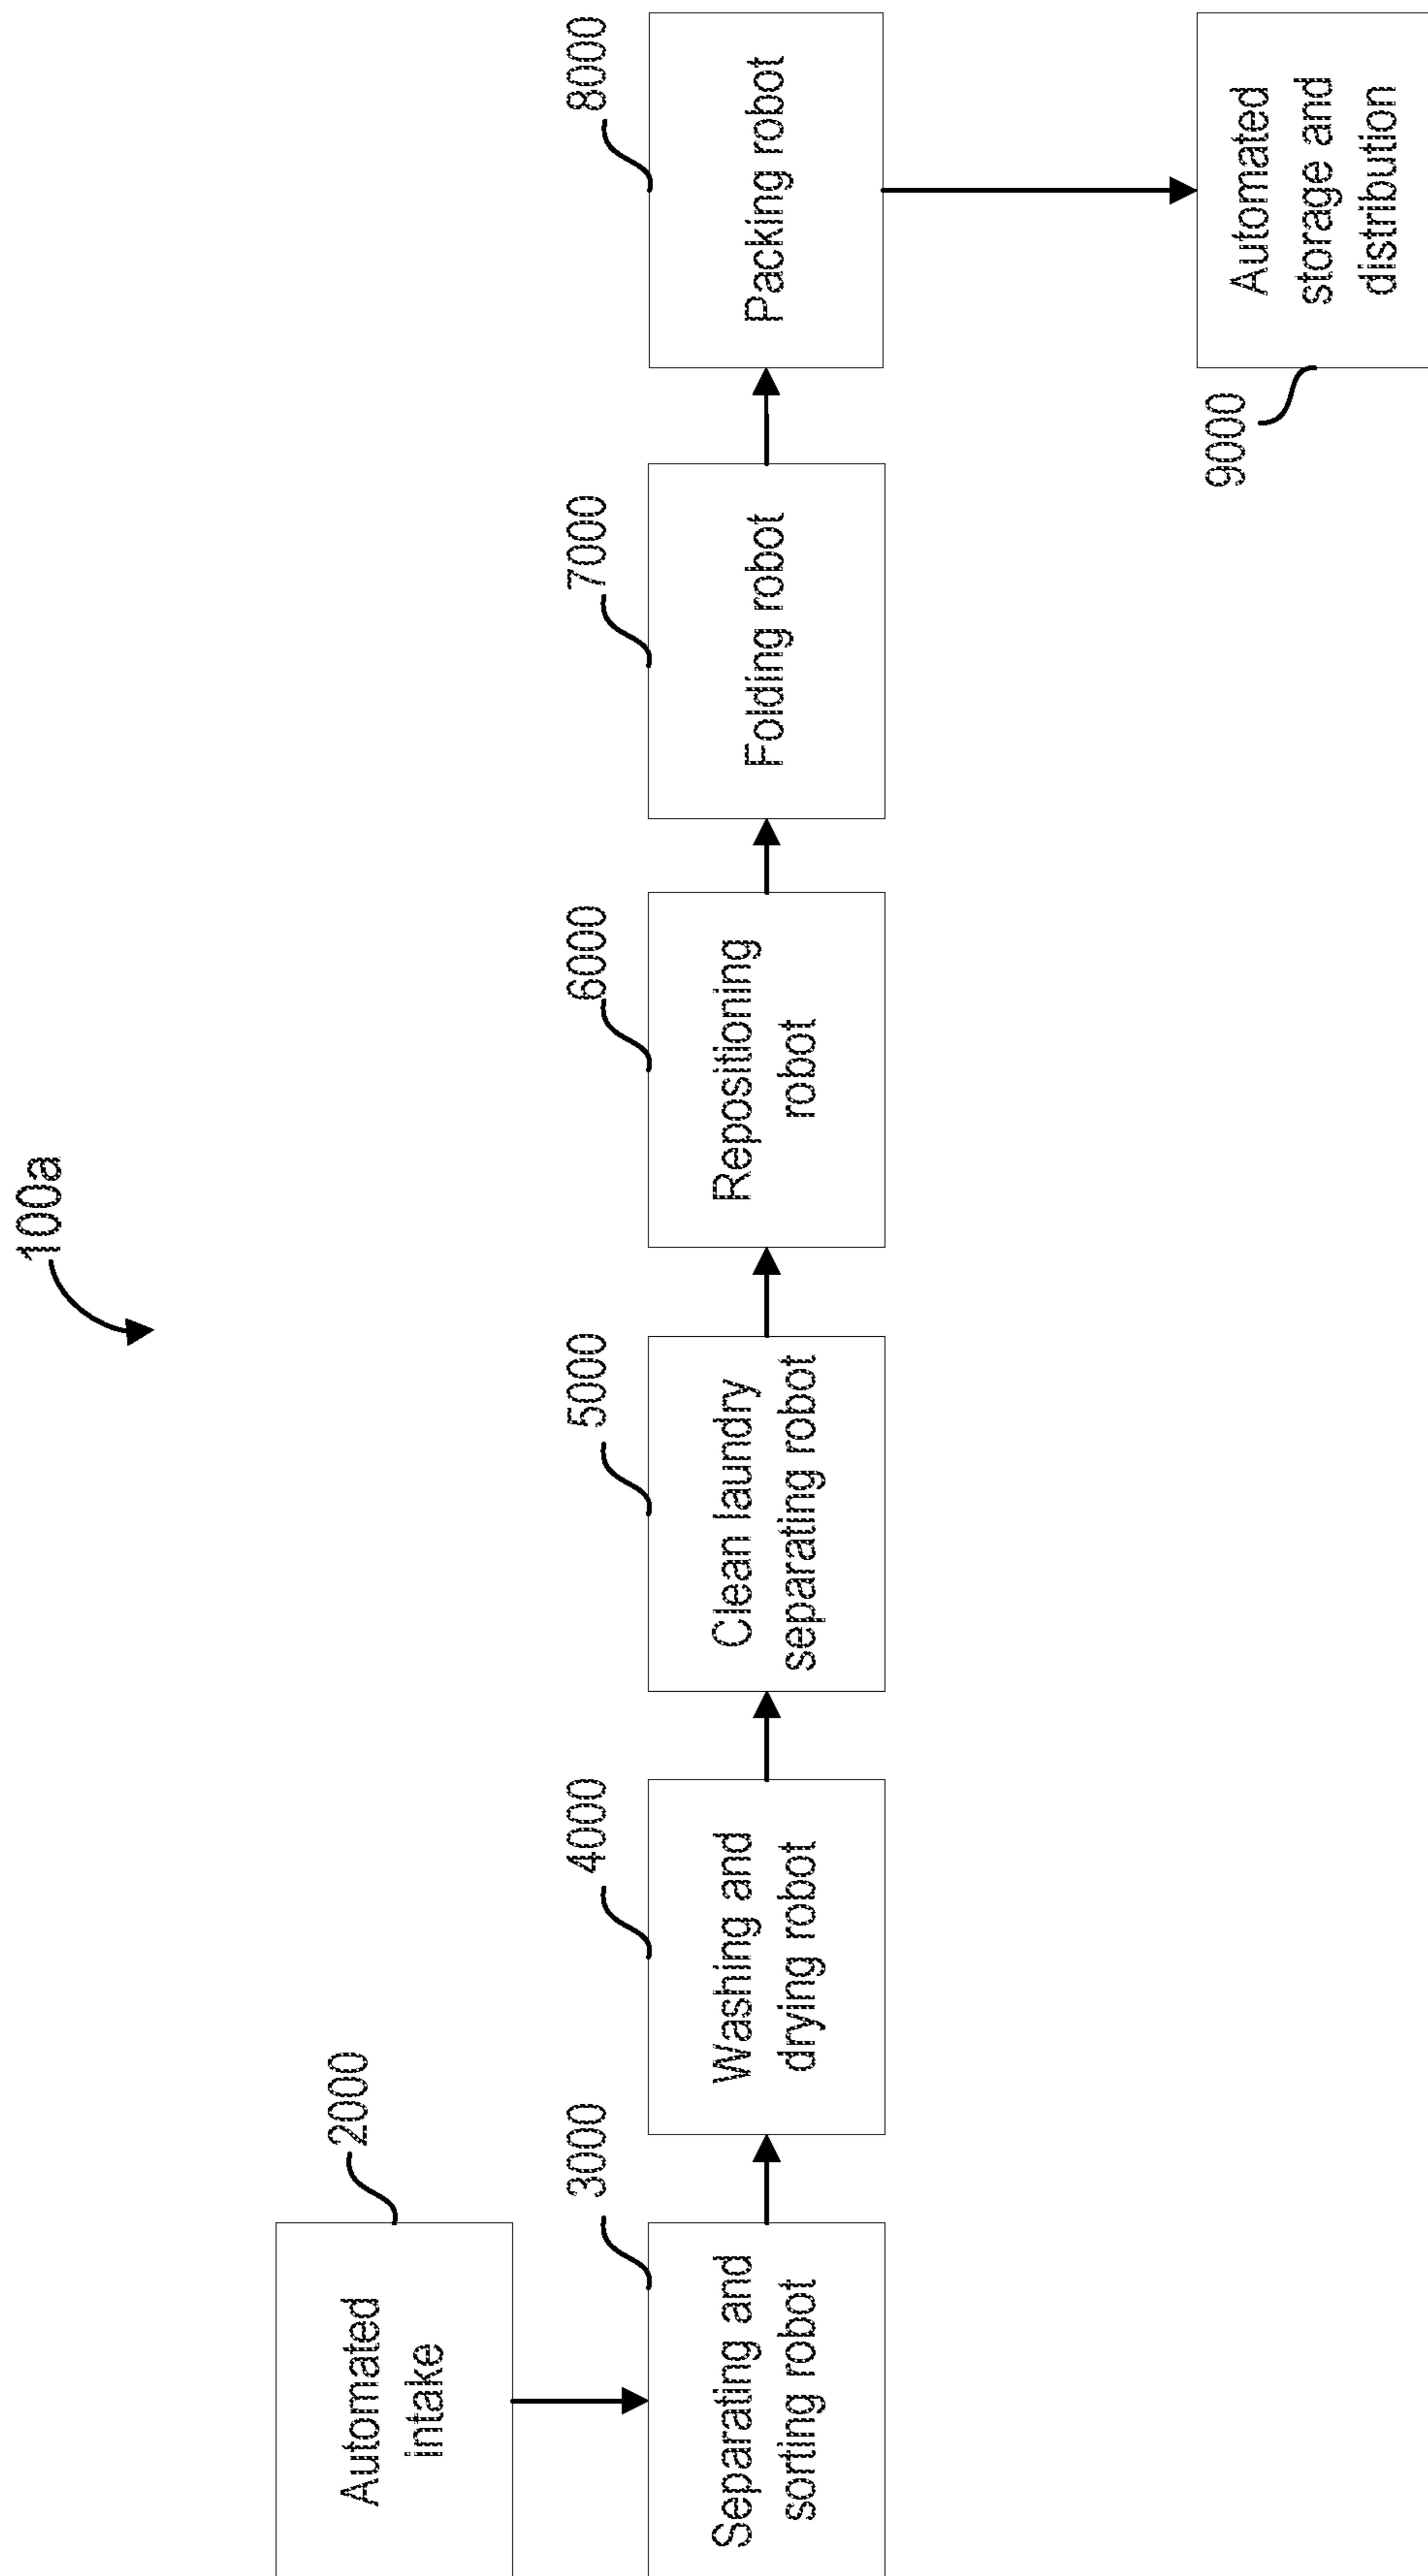 100a
2000
Automated
intake
3000
Separating and
sorting robot
4000
Washing and
drying robot
5000
Clean laundry
separating robot
6000
Repositioning
robot
7000
Folding robot
8000
Packing robot
9000
Automated
storage and
distribution